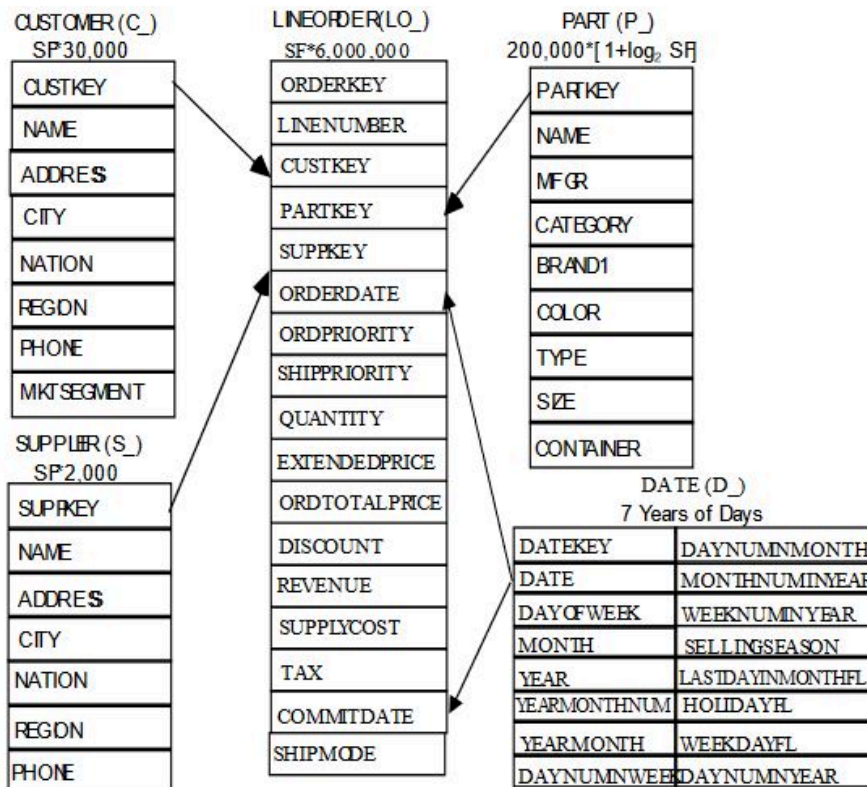 CUSTOMER (C_)
SF*30,000
CUSTKEY
NAME
ADDRESS
CITY
NATION
REGION
PHONE
MKTSEGMENT
SUPPLIER (S_)
SF*2,000
SUPPKEY
NAME
ADDRESS
CITY
NATION
REGION
PHONE
LINEORDER(LO_)
SF*6,000,000
ORDERKEY
LINENUMBER
CUSTKEY
PARTKEY
SUPPKEY
ORDERDATE
ORDPRIORITY
SHIPPRIORITY
QUANTITY
EXTENDEDPRICE
ORDTOTALPRICE
DISCOUNT
REVENUE
SUPPLYCOST
TAX
COMMITDATE
SHIPMODE
PART (P_)
200,000*[1+log₂ SF]
PARTKEY
NAME
MFGR
CATEGORY
BRAND1
COLOR
TYPE
SIZE
CONTAINER
DATE (D_)
7 Years of Days
DATEKEY DAYNUMINMONTH
DATE MONTHNUMINYEAR
DAYOFWEEK WEEKNUMINYEAR
MONTH SELLINGSEASON
YEAR LASTDAYINMONTHFL
YEARMONTHNUM HOLIDAYFL
YEARMONTH WEEKDAYFL
DAYNUMINWEEK DAYNUMINYEAR